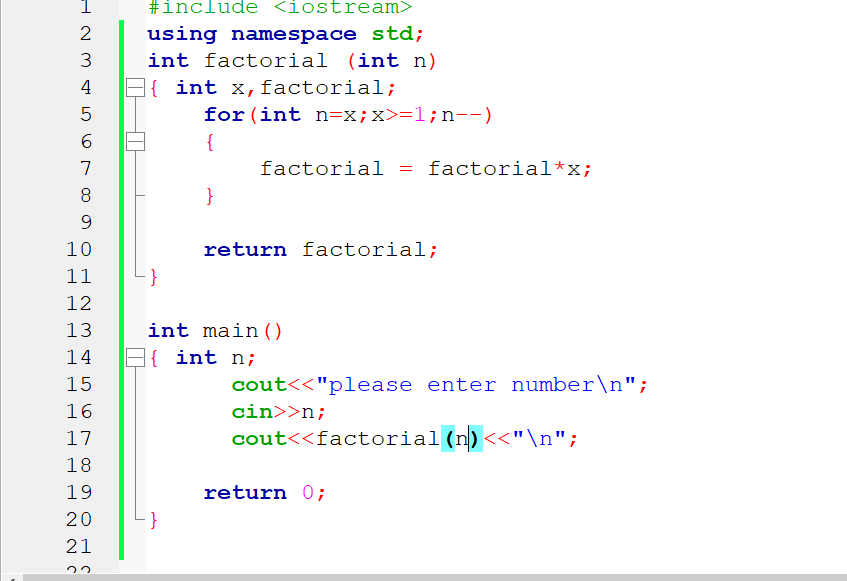 1 #include <iostream>
2 using namespace std;
3 int factorial (int n)
4 { int x,factorial;
5 for(int n=x;x>=1;n--)
6 {
7 factorial = factorial*x;
8 }
9
10 return factorial;
11 }
12
13 int main()
14 { int n;
15 cout<<"please enter number\n";
16 cin>>n;
17 cout<<factorial(n)<<"\n";
18
19 return 0;
20 }
21
22